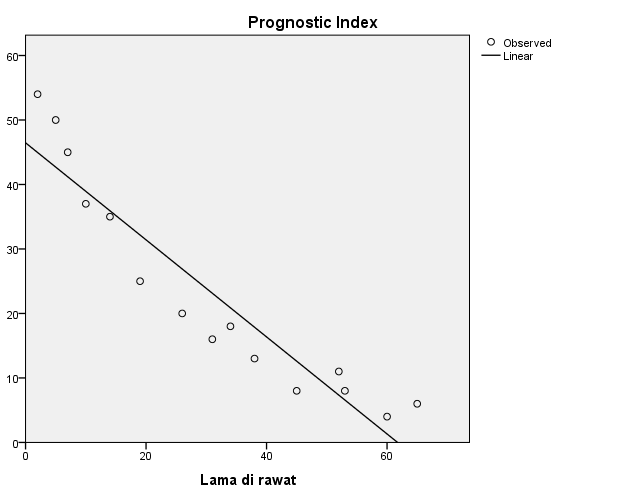 Prognostic Index
Observed
Linear
60
50
40
30
20
10
0
0 20 40 60
Lama di rawat